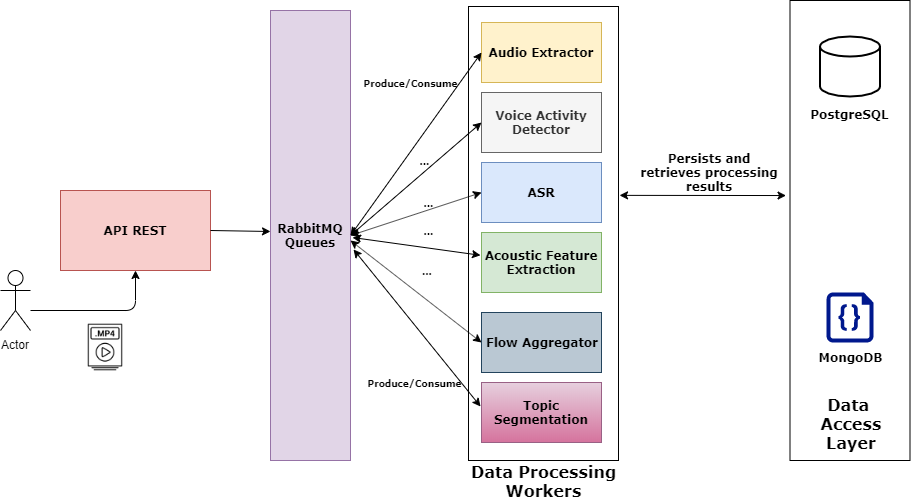 Actor
.MP4
API REST
RabbitMQ
Queues
Produce/Consume
...
...
...
...
Produce/Consume
Audio Extractor
Voice Activity
Detector
ASR
Acoustic Feature
Extraction
Flow Aggregator
Topic
Segmentation
Data Processing
Workers
Persists and
retrieves processing
results
PostgreSQL
{}
MongoDB
Data
Access
Layer